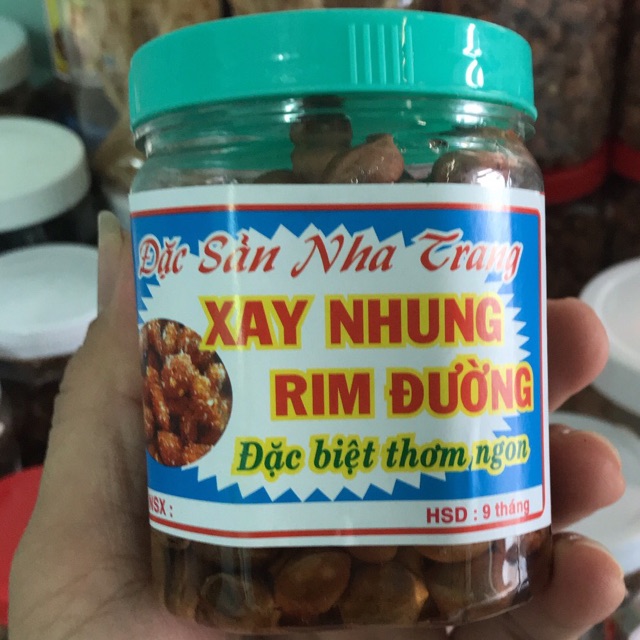 Đặc Sản Nha Trang
XAY NHUNG
RIM ĐƯỜNG
Đặc biệt thơm ngon
NSX :
HSD : 9 tháng